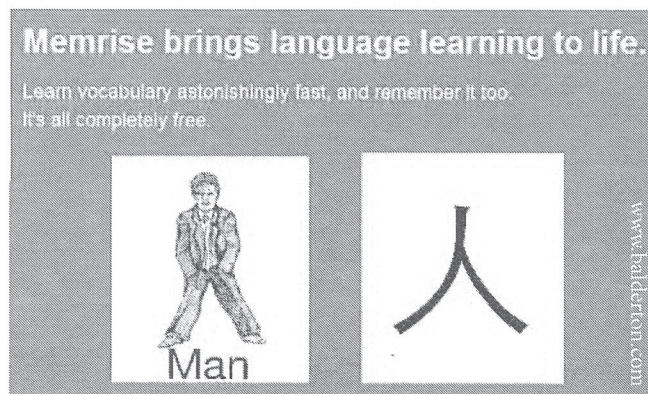 Memrise brings language learning to life.
Learn vocabulary astonishingly fast, and remember it too.
It's all completely free.
Man
人
www.balderton.com